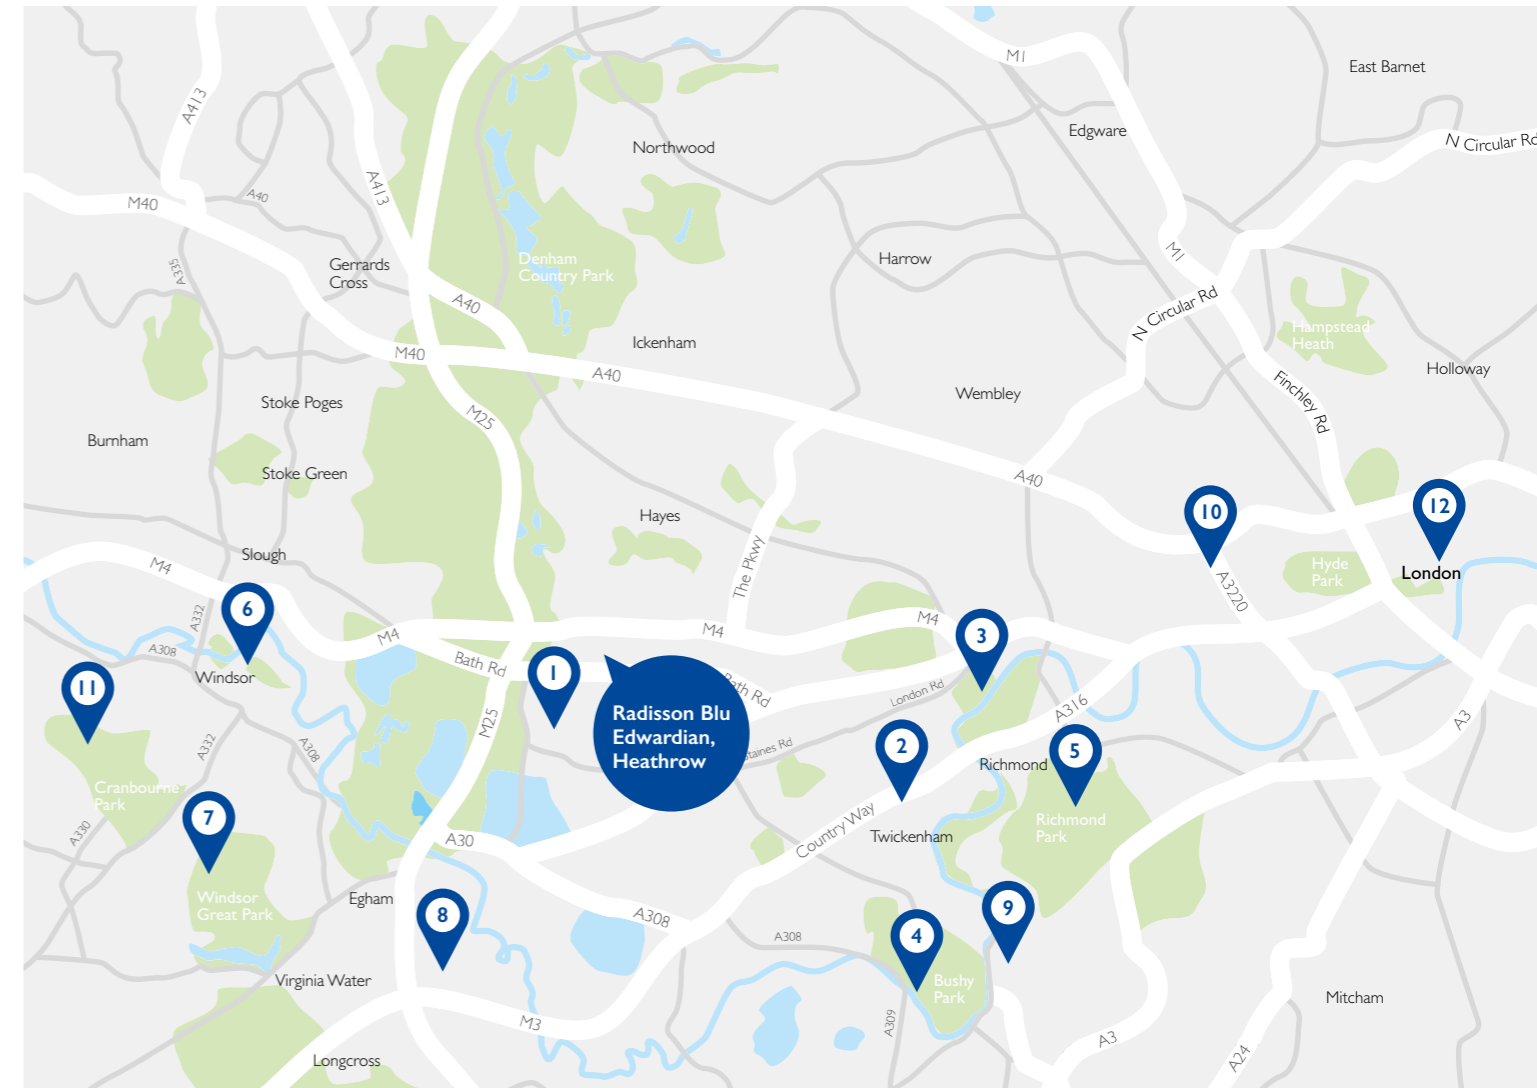 M1
East Barnet
A413
Edgware
N Circular Rd
Northwood
A413
A40
M40
M1
Harrow
Denham
Country Park
A335
Gerrards
Cross
A40
N Circular Rd
Hampstead
Heath
Ickenham
M40
A40
Holloway
Wembley
Finchley Rd
Stoke Poges
M25
Burnham
Stoke Green
A40
12
10
Hayes
Slough
The Pkwy
M4
Hyde
Park
London
A3220
6
A332
M4
M4
M4
3
A308
Bath Rd
1
Windsor
11
Bath Rd
London Rd
A316
Radisson Blu
Edwardian,
Heathrow
M25
A3
A332
A308
2
Staines Rd
5
Richmond
Cranbourne
Park
7
Richmond
Park
A330
A30
Country Way
Twickenham
Windsor
Great Park
Egham
8
A308
9
4
A308
Virginia Water
Bushy
Park
Mitcham
M3
A309
A3
A24
Longcross